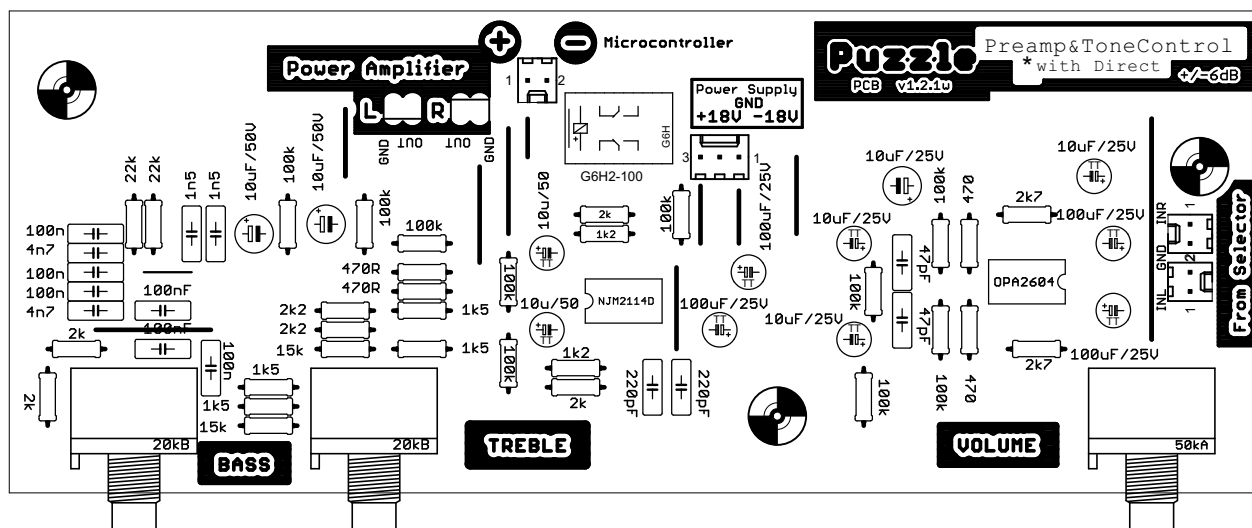 Microcontroller
Puzzle
Preamp&ToneControl
*with Direct
PCB v1.2.1w
+/-6dB
Power Amplifier
1
2
L
R
GND
OUT
OUT
GND
G6H
G6H2-100
Power Supply
GND
+18V -18V
3
1
22k
22k
1n5
1n5
10uF/50V
100k
10uF/50V
100k
10u/50
2k
1k2
100k
100uF/25V
10uF/25V
100k
470
2k7
10uF/25V
INR
1
GND
2
INL
1
From Selector
100n
4n7
100n
100n
4n7
100nF
100nF
100k
470R
470R
1k5
100k
2k2
2k2
15k
1k5
10u/50
NJM2114D
100uF/25V
10uF/25V
47pF
100k
10uF/25V
47pF
OPA2604
100uF/25V
100uF/25V
2k
100n
100k
1k2
2k
2k7
2k
1k5
1k5
15k
220pF
220pF
100k
100k
470
20kB
BASS
20kB
TREBLE
VOLUME
50kA